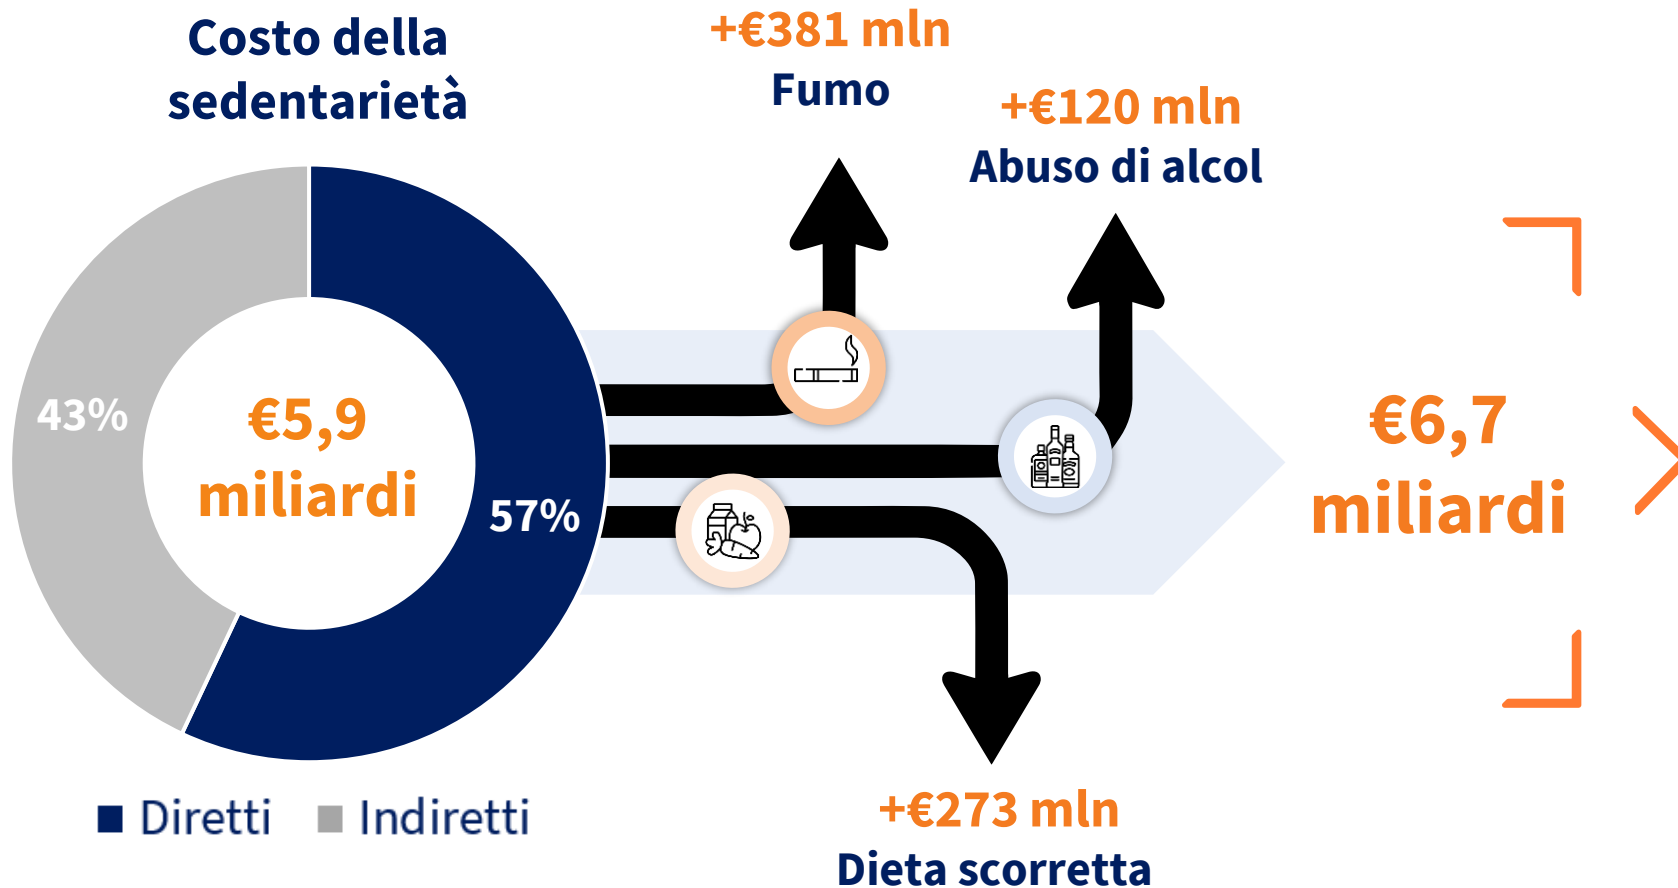 Costo della
sedentarietà
+€381 mln
Fumo
+€120 mln
Abuso di alcol
43%
€5,9
miliardi
57%
€6,7
miliardi
Diretti
Indiretti
+€273 mln
Dieta scorretta